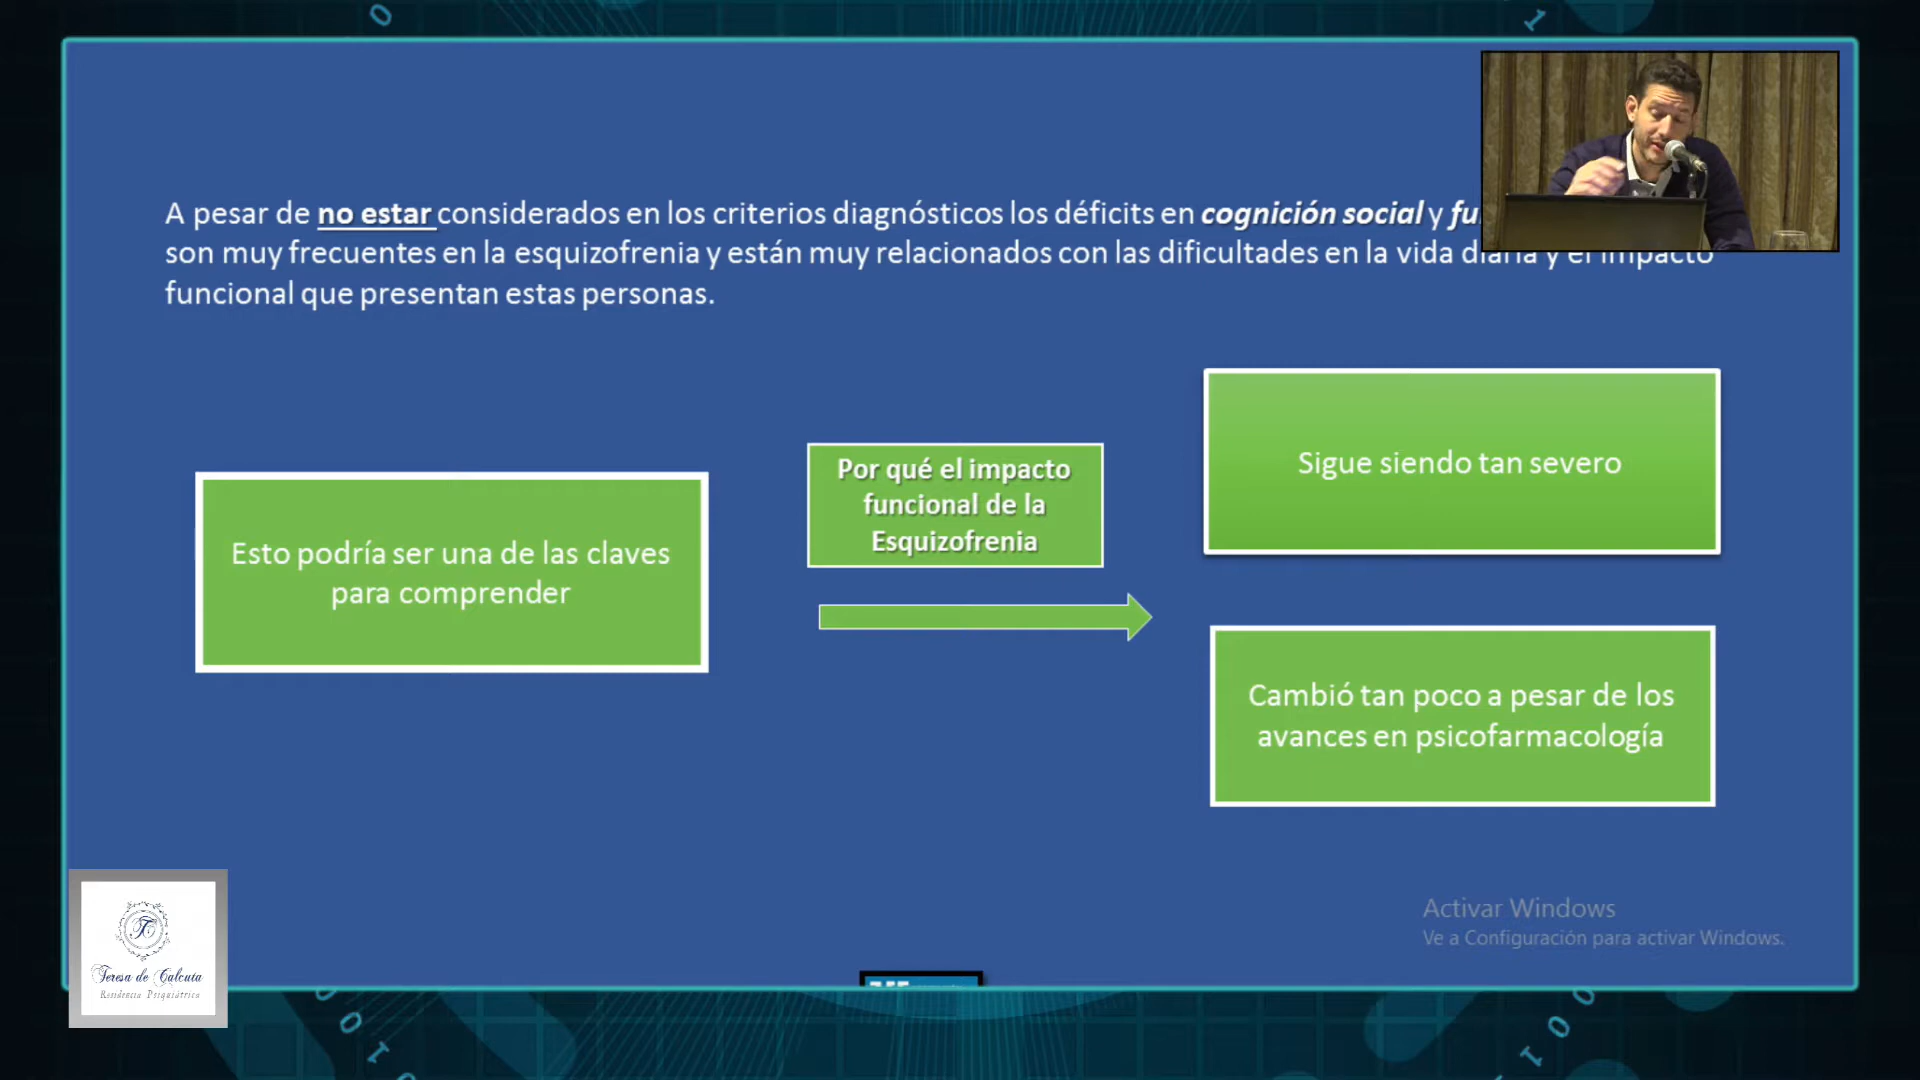 A pesar de no estar considerados en los criterios diagnósticos los déficits en cognición social y
son muy frecuentes en la esquizofrenia y están muy relacionados con las dificultades en la vida diaria y el impacto
funcional que presentan estas personas.
Esto podría ser una de las claves
para comprender
Por qué el impacto
funcional de la
Esquizofrenia
Sigue siendo tan severo
Cambió tan poco a pesar de los
avances en psicofarmacología
Activar Windows
Ve a Configuración para activar Windows.
Teresa de Calcuta
Residencia Psiquiátrica